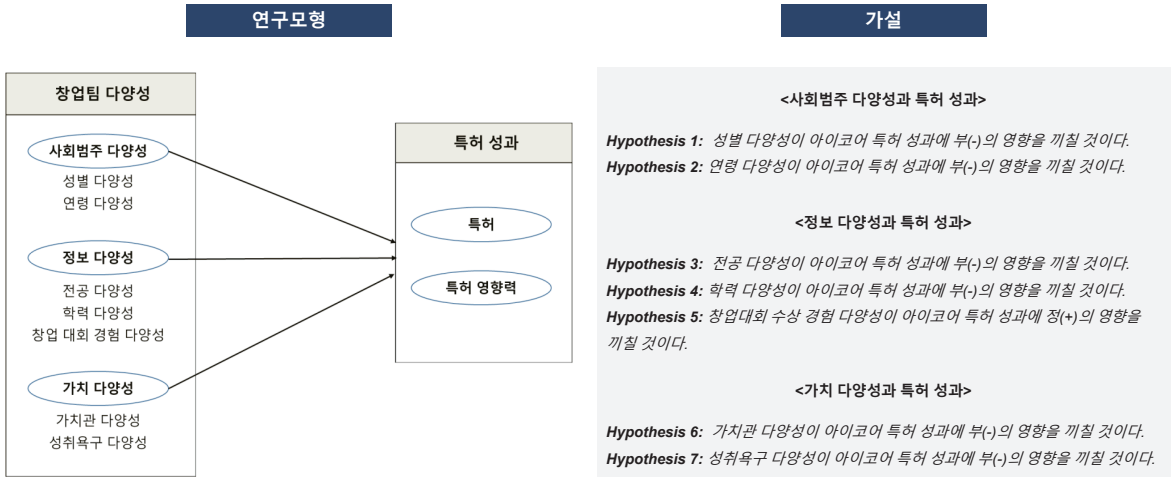 연구모형
창업팀 다양성
사회범주 다양성
성별 다양성
연령 다양성
정보 다양성
전공 다양성
학력 다양성
창업 대회 경험 다양성
가치 다양성
가치관 다양성
성취욕구 다양성
특허 성과
특허
특허 영향력
가설
<사회범주 다양성과 특허 성과>
Hypothesis 1: 성별 다양성이 아이코어 특허 성과에 부(-)의 영향을 끼칠 것이다.
Hypothesis 2: 연령 다양성이 아이코어 특허 성과에 부(-)의 영향을 끼칠 것이다.
<정보 다양성과 특허 성과>
Hypothesis 3: 전공 다양성이 아이코어 특허 성과에 부(-)의 영향을 끼칠 것이다.
Hypothesis 4: 학력 다양성이 아이코어 특허 성과에 부(-)의 영향을 끼칠 것이다.
Hypothesis 5: 창업대회 수상 경험 다양성이 아이코어 특허 성과에 정(+)의 영향을
끼칠 것이다.
<가치 다양성과 특허 성과>
Hypothesis 6: 가치관 다양성이 아이코어 특허 성과에 부(-)의 영향을 끼칠 것이다.
Hypothesis 7: 성취욕구 다양성이 아이코어 특허 성과에 부(-)의 영향을 끼칠 것이다.